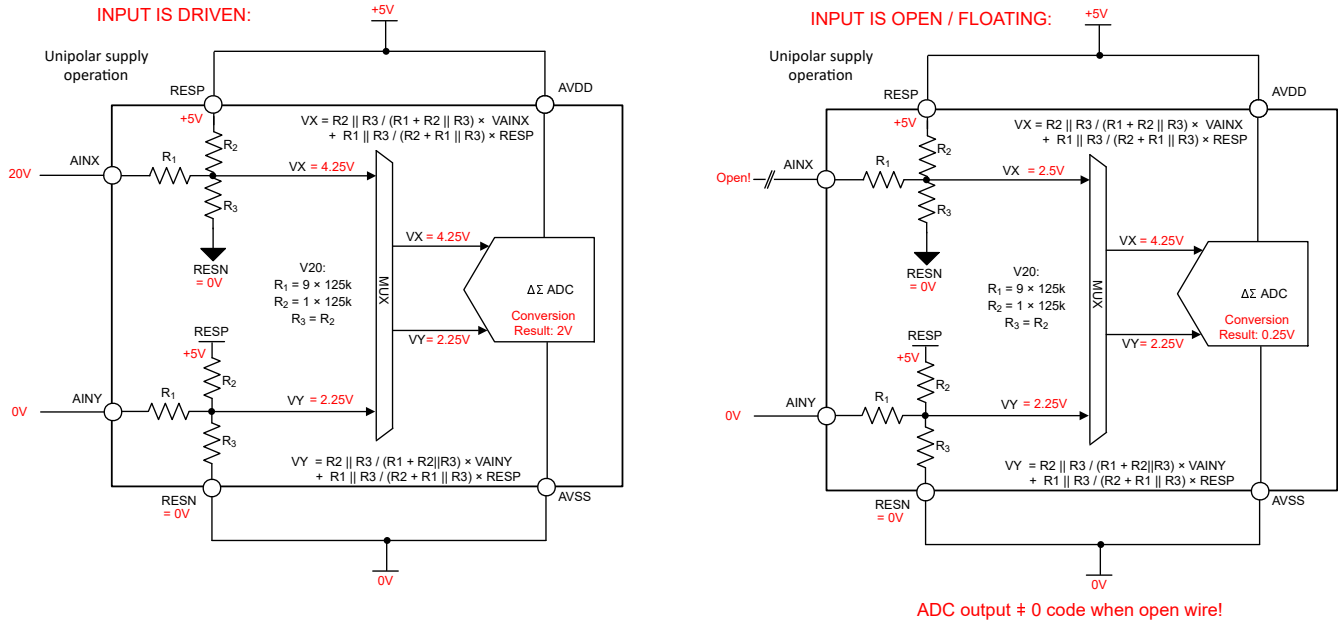 INPUT IS DRIVEN:
+5V
Unipolar supply
operation
RESP
AVDD
+5V
VX = R2 || R3 / (R1 + R2 || R3) × VAINX
+ R1 || R3 / (R2 + R1 || R3) × RESP
R2
AINX
R1
20V
VX = 4.25V
R3
VX = 4.25V
RESN
= 0V
V20:
R1 = 9 × 125k
R2 = 1 × 125k
R3 = R2
MUX
ΔΣ ADC
Conversion
Result: 2V
RESP
+5V
VY = 2.25V
R2
AINY
R1
0V
VY = 2.25V
R3
VY = R2 || R3 / (R1 + R2||R3) × VAINY
+ R1 || R3 / (R2 + R1 || R3) × RESP
RESN
= 0V
AVSS
0V
INPUT IS OPEN / FLOATING:
+5V
Unipolar supply
operation
RESP
AVDD
+5V
VX = R2 || R3 / (R1 + R2 || R3) × VAINX
+ R1 || R3 / (R2 + R1 || R3) × RESP
R2
AINX
R1
Open!
VX = 2.5V
R3
VX = 4.25V
RESN
= 0V
V20:
R1 = 9 × 125k
R2 = 1 × 125k
R3 = R2
MUX
ΔΣ ADC
Conversion
Result: 0.25V
RESP
+5V
VY = 2.25V
R2
AINY
R1
0V
VY = 2.25V
R3
VY = R2 || R3 / (R1 + R2||R3) × VAINY
+ R1 || R3 / (R2 + R1 || R3) × RESP
RESN
= 0V
AVSS
0V
ADC output ‡ 0 code when open wire!